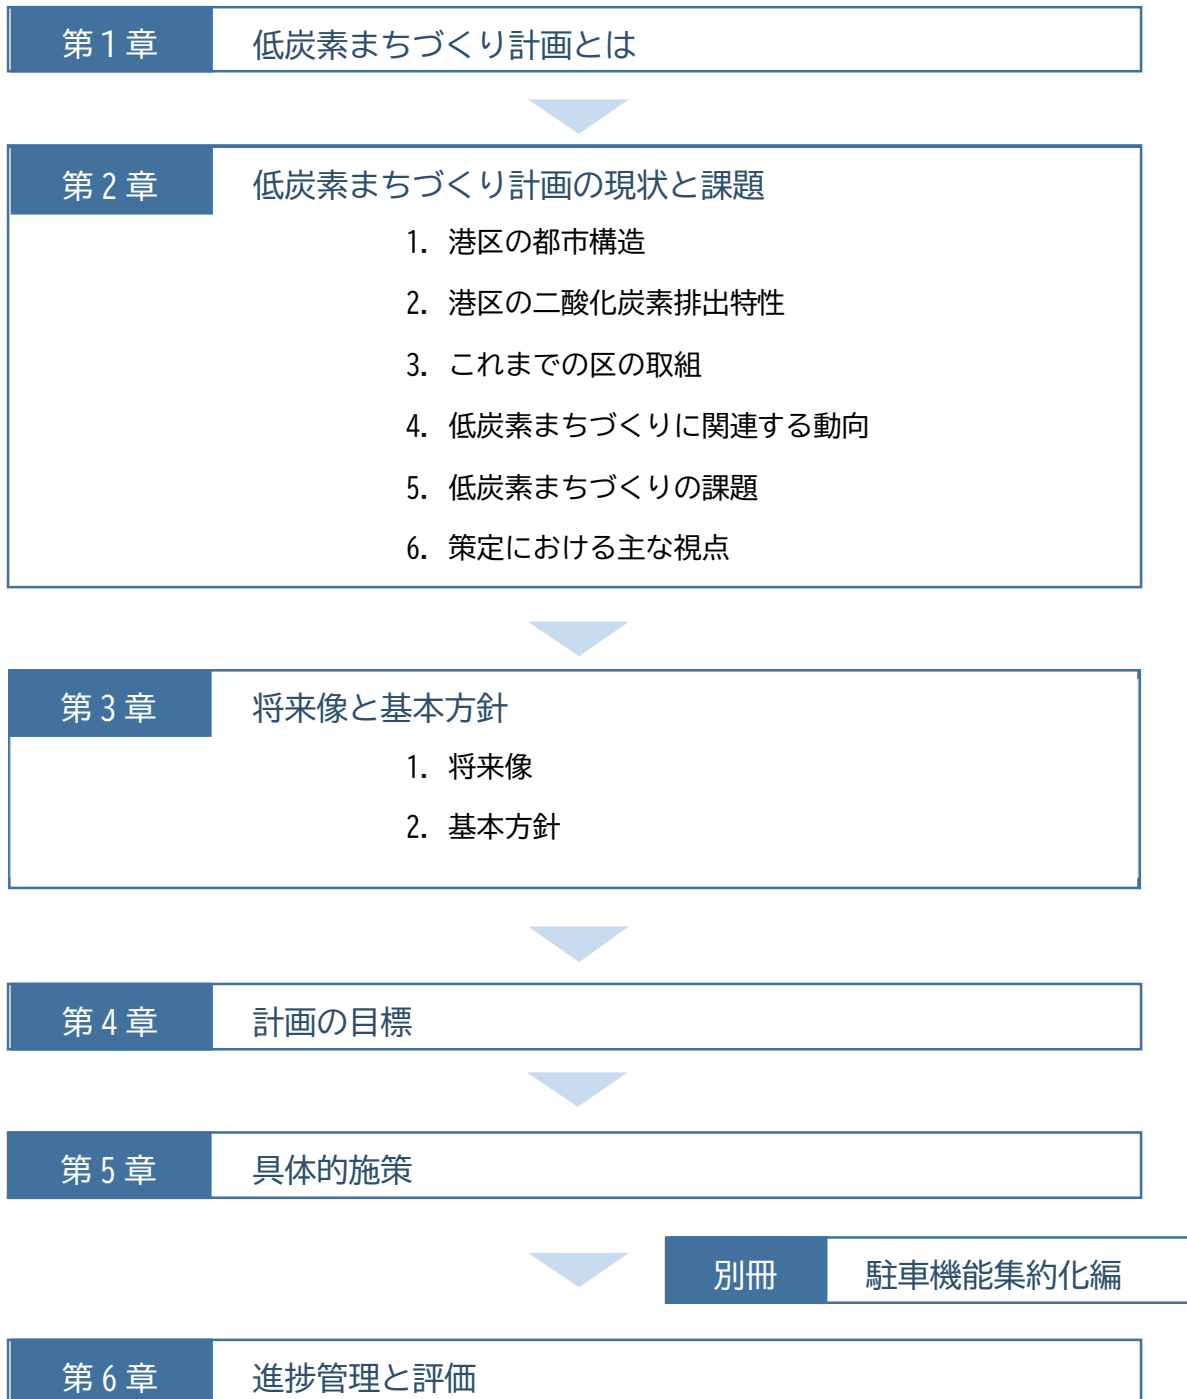 第1章 低炭素まちづくり計画とは
第2章 低炭素まちづくり計画の現状と課題
1. 港区の都市構造
2. 港区の二酸化炭素排出特性
3. これまでの区の取組
4. 低炭素まちづくりに関連する動向
5. 低炭素まちづくりの課題
6. 策定における主な視点
第3章 将来像と基本方針
1. 将来像
2. 基本方針
第4章 計画の目標
第5章 具体的施策
別冊 駐車機能集約化編
第6章 進捗管理と評価